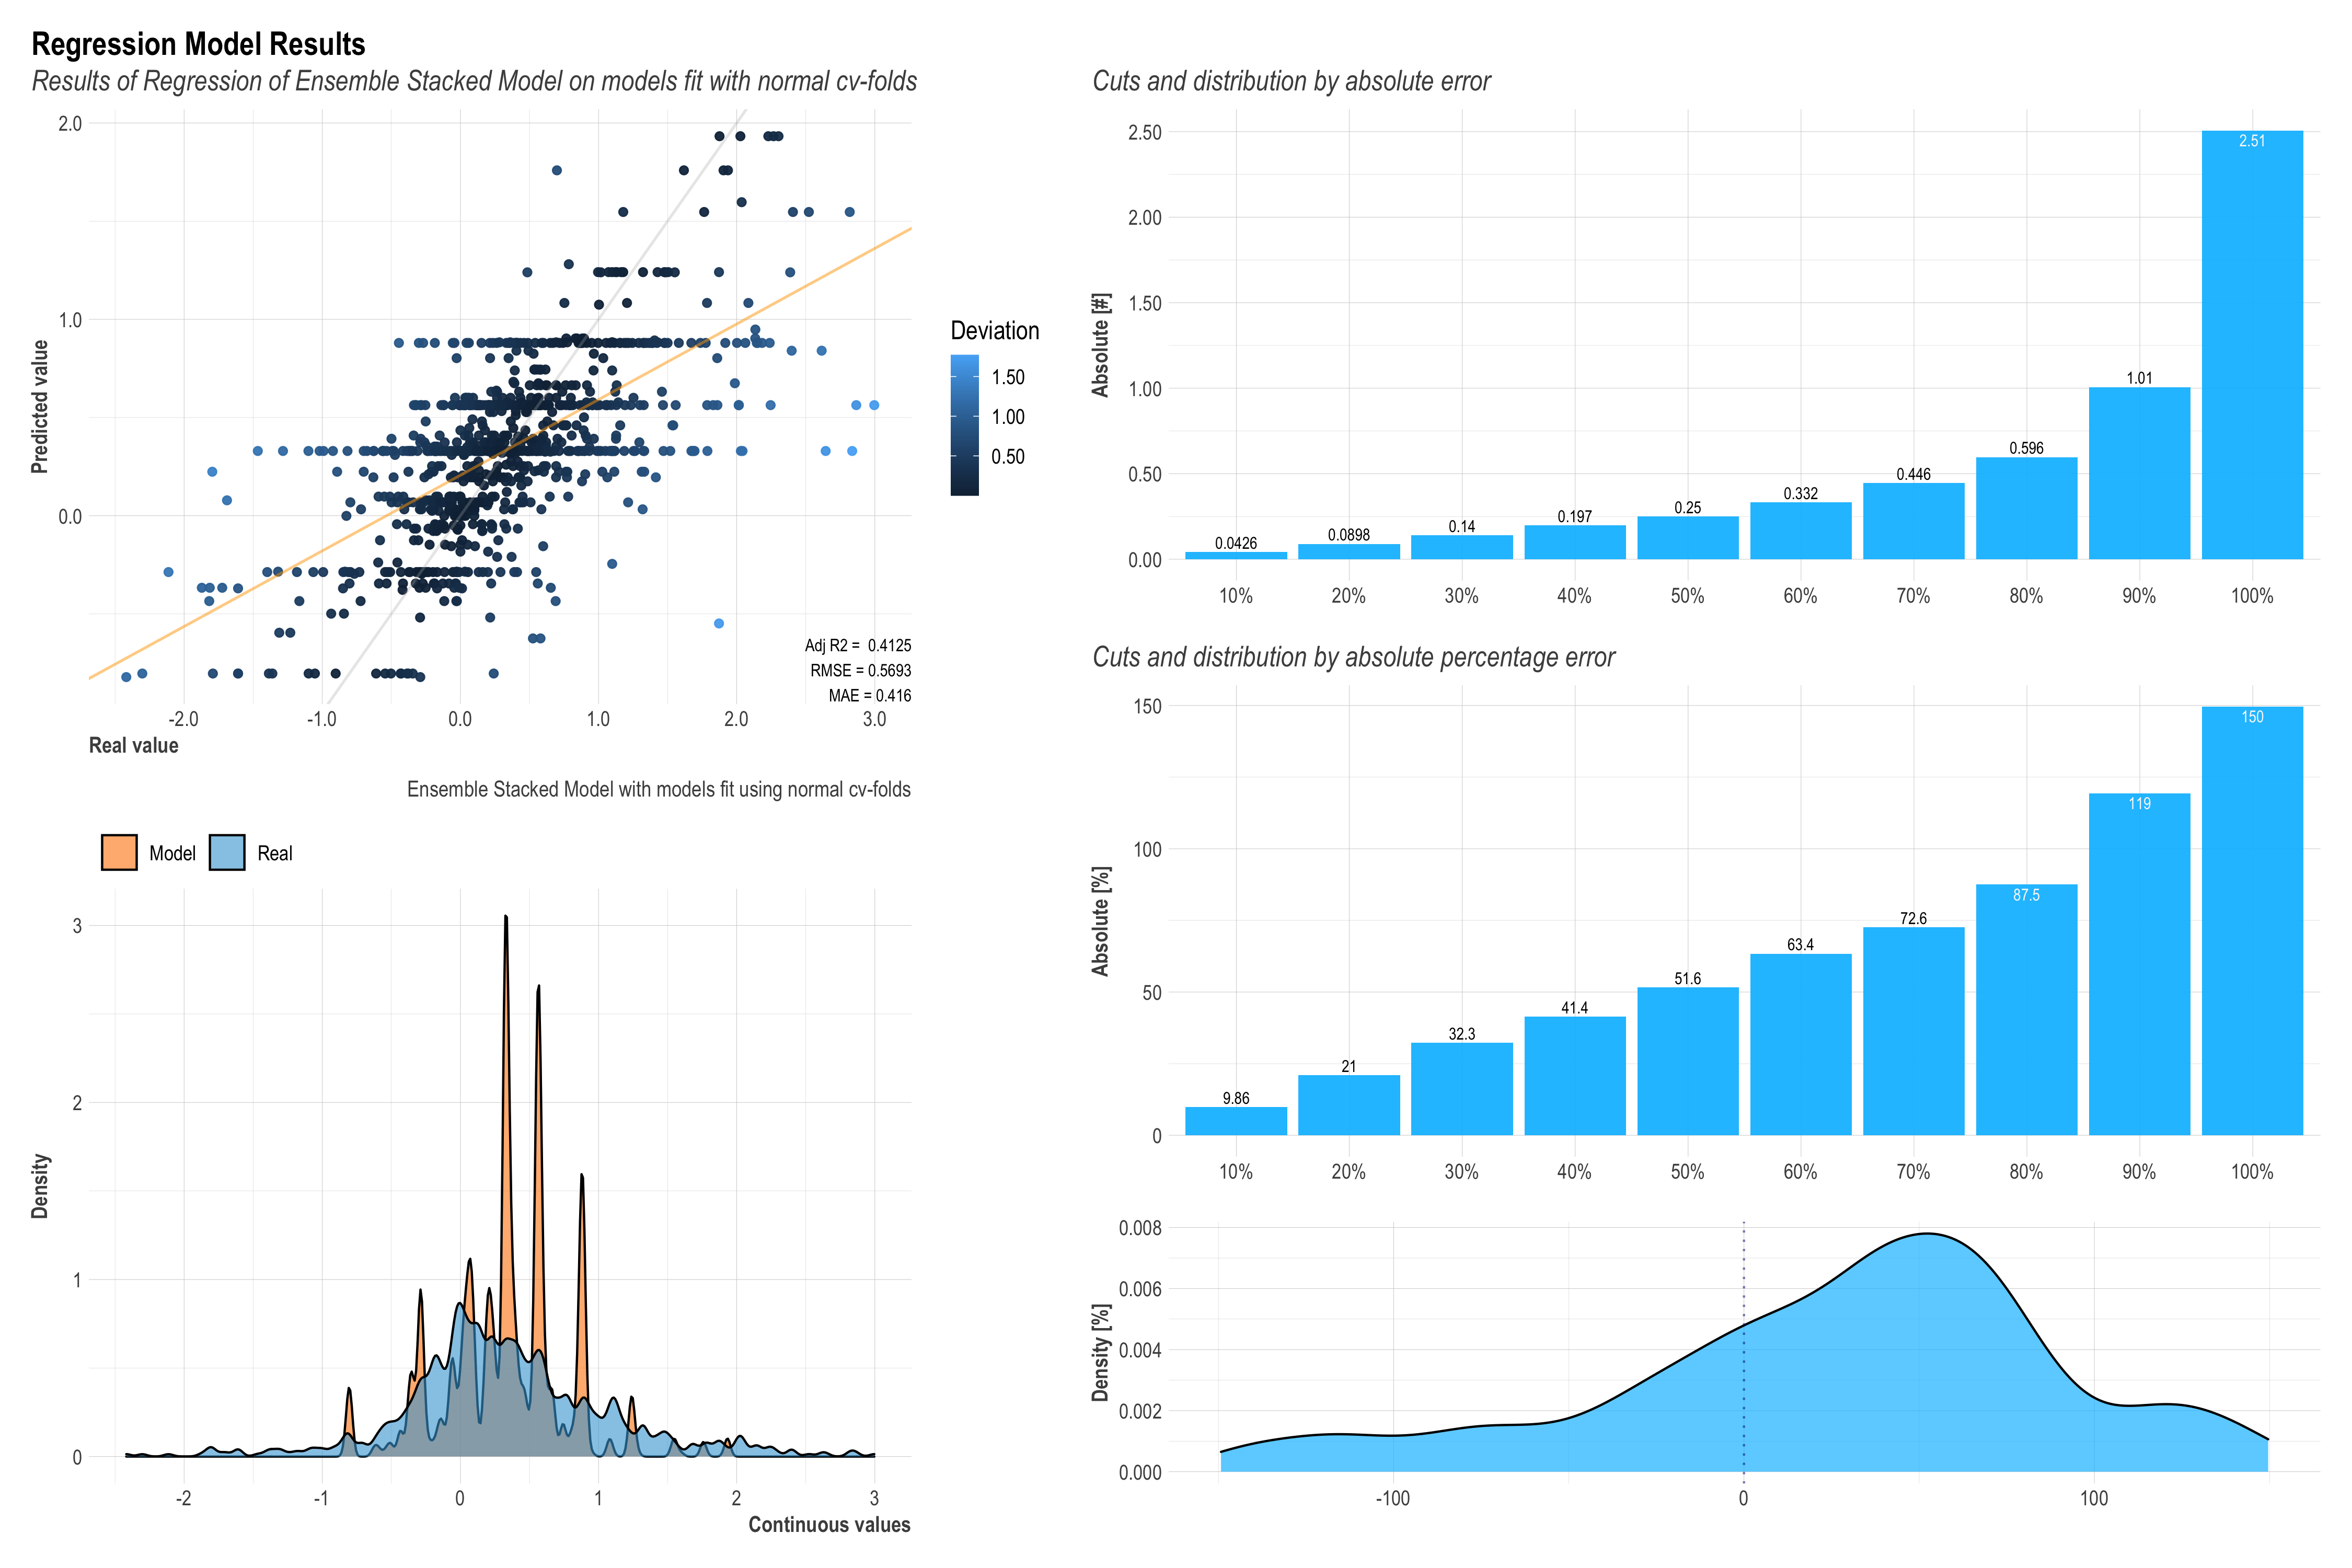 Regression Model Results
Results of Regression of Ensemble Stacked Model on models fit with normal cv-folds
2.0
1.0
0.0
Predicted value
-2.0 -1.0 0.0 1.0 2.0 3.0
Real value
Adj R2 = 0.4125
RMSE = 0.5693
MAE = 0.416
Deviation
1.50
1.00
0.50
Ensemble Stacked Model with models fit using normal cv-folds
Model Real
3
2
1
0
Density
-2 -1 0 1 2 3
Continuous values
Cuts and distribution by absolute error
2.50
2.00
1.50
1.00
0.50
0.00
Absolute [#]
0.0426 0.0898 0.14 0.197 0.25 0.332 0.446 0.596 1.01 2.51
10% 20% 30% 40% 50% 60% 70% 80% 90% 100%
Cuts and distribution by absolute percentage error
150
100
50
0
Absolute [%]
9.86 21 32.3 41.4 51.6 63.4 72.6 87.5 119 150
10% 20% 30% 40% 50% 60% 70% 80% 90% 100%
0.008
0.006
0.004
0.002
0.000
Density [%]
-100 0 100